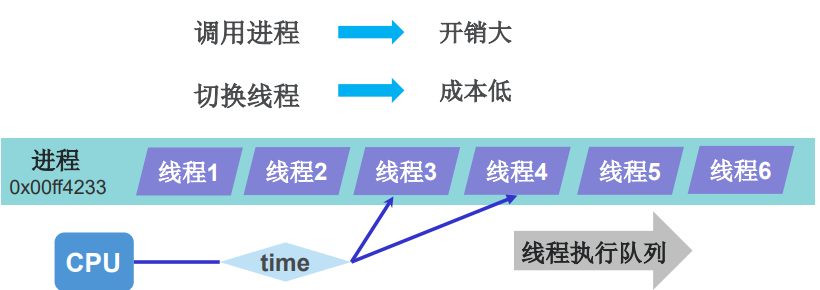 调用进程 开销大
切换线程 成本低
进程
0x00ff4233
线程1 线程2 线程3 线程4 线程5 线程6
CPU time 线程执行队列